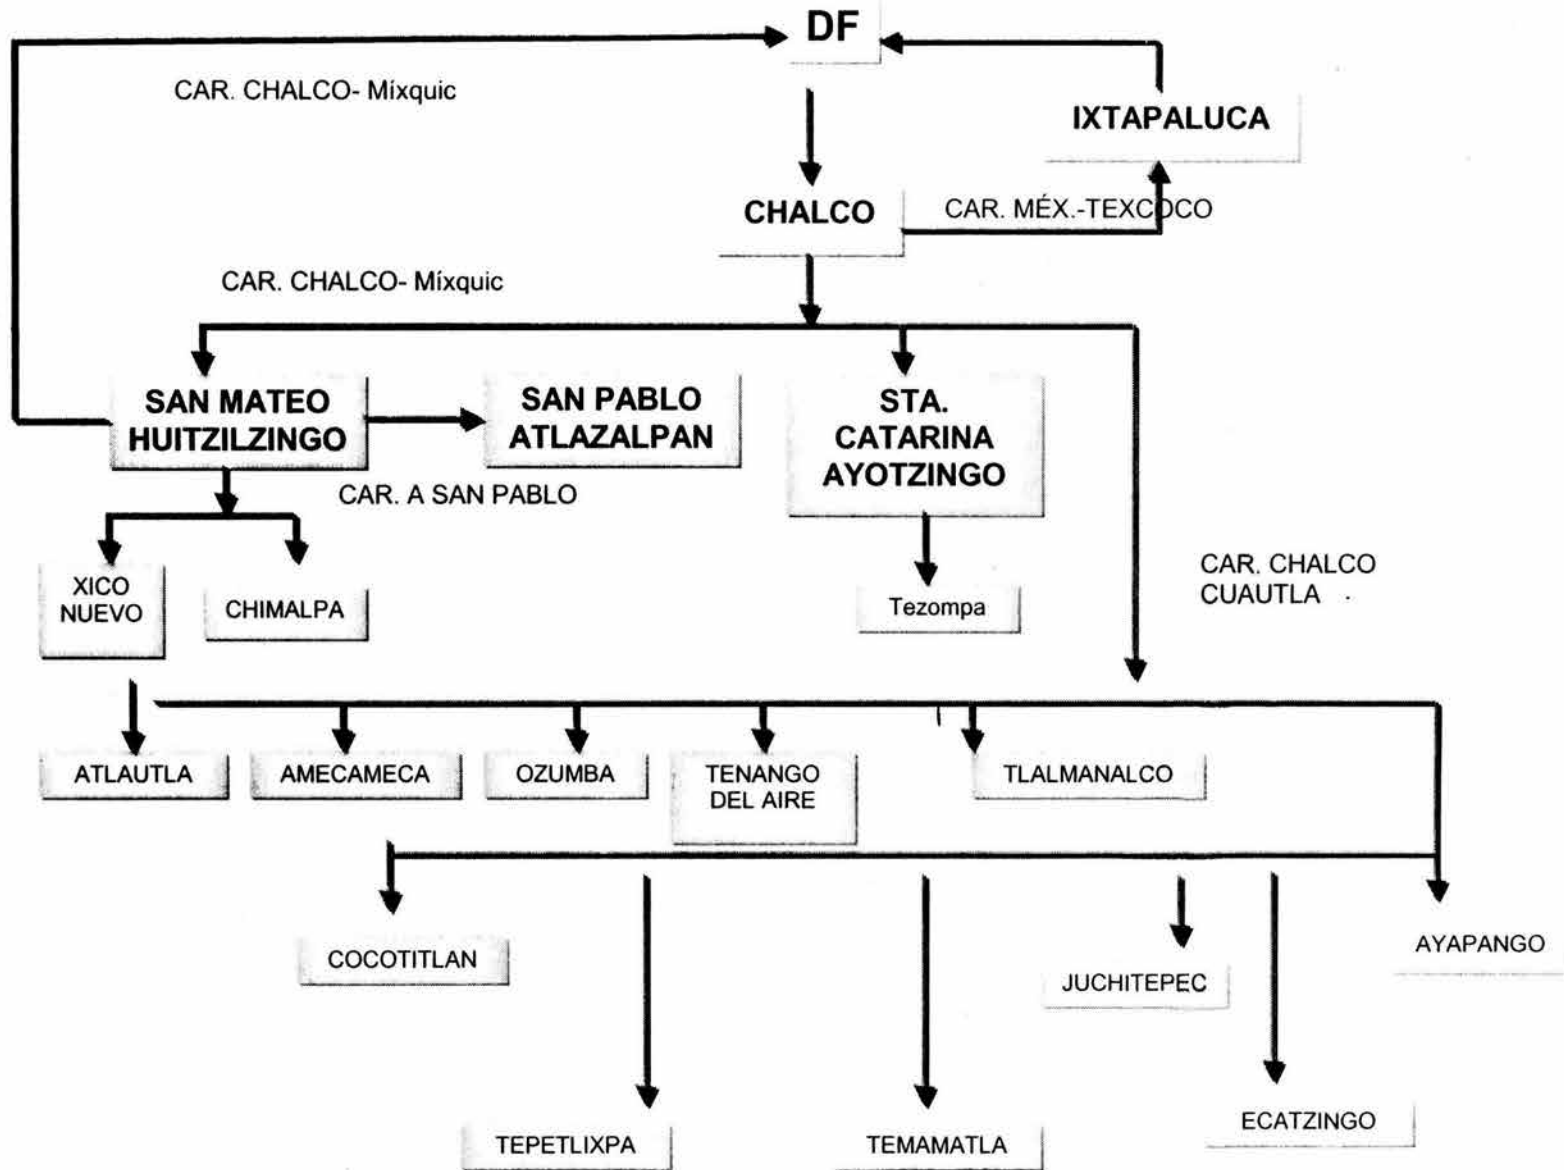 DF
CAR. CHALCO- Míxquic
IXTAPALUCA
CHALCO
CAR. MÉX.-TEXCOCO
CAR. CHALCO- Míxquic
SAN MATEO
HUITZILZINGO
SAN PABLO
ATLAZALPAN
STA.
CATARINA
AYOTZINGO
CAR. A SAN PABLO
CAR. CHALCO
CUAUTLA
XICO
NUEVO
CHIMALPA
Tezompa
ATLAUTLA
AMECAMECA
OZUMBA
TENANGO
DEL AIRE
TLALMANALCO
COCOTITLAN
JUCHITEPEC
AYAPANGO
TEPETLIXPA
TEMAMATLA
ECATZINGO